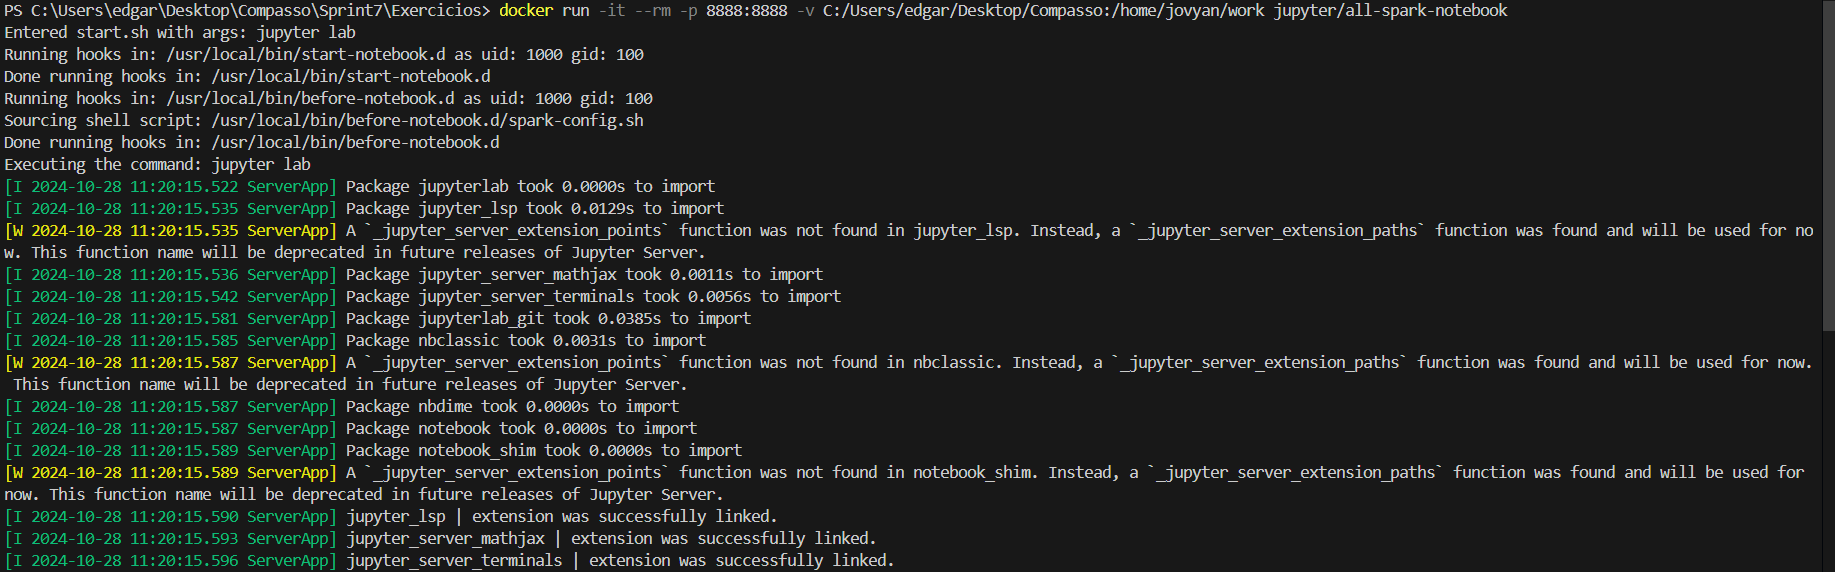 PS C:\Users\edgar\Desktop\Compasso\Sprint7\Exercicios> docker run -it --rm -p 8888:8888 -v C:/Users/edgar/Desktop/Compasso:/home/jovyan/work jupyter/all-spark-notebook
Entered start.sh with args: jupyter lab
Running hooks in: /usr/local/bin/start-notebook.d as uid: 1000 gid: 100
Done running hooks in: /usr/local/bin/start-notebook.d
Running hooks in: /usr/local/bin/before-notebook.d as uid: 1000 gid: 100
Sourcing shell script: /usr/local/bin/before-notebook.d/spark-config.sh
Done running hooks in: /usr/local/bin/before-notebook.d
Executing the command: jupyter lab
[I 2024-10-28 11:20:15.522 ServerApp] Package jupyterlab took 0.0000s to import
[I 2024-10-28 11:20:15.535 ServerApp] Package jupyter_lsp took 0.0129s to import
[W 2024-10-28 11:20:15.535 ServerApp] A `_jupyter_server_extension_points` function was not found in jupyter_lsp. Instead, a `_jupyter_server_extension_paths` function was found and will be used for no
w. This function name will be deprecated in future releases of Jupyter Server.
[I 2024-10-28 11:20:15.536 ServerApp] Package jupyter_server_mathjax took 0.0011s to import
[I 2024-10-28 11:20:15.542 ServerApp] Package jupyter_server_terminals took 0.0056s to import
[I 2024-10-28 11:20:15.581 ServerApp] Package jupyterlab_git took 0.0385s to import
[I 2024-10-28 11:20:15.585 ServerApp] Package nbclassic took 0.0031s to import
[W 2024-10-28 11:20:15.587 ServerApp] A `_jupyter_server_extension_points` function was not found in nbclassic. Instead, a `_jupyter_server_extension_paths` function was found and will be used for now.
 This function name will be deprecated in future releases of Jupyter Server.
[I 2024-10-28 11:20:15.587 ServerApp] Package nbdime took 0.0000s to import
[I 2024-10-28 11:20:15.587 ServerApp] Package notebook took 0.0000s to import
[I 2024-10-28 11:20:15.589 ServerApp] Package notebook_shim took 0.0000s to import
[W 2024-10-28 11:20:15.589 ServerApp] A `_jupyter_server_extension_points` function was not found in notebook_shim. Instead, a `_jupyter_server_extension_paths` function was found and will be used for
now. This function name will be deprecated in future releases of Jupyter Server.
[I 2024-10-28 11:20:15.590 ServerApp] jupyter_lsp | extension was successfully linked.
[I 2024-10-28 11:20:15.593 ServerApp] jupyter_server_mathjax | extension was successfully linked.
[I 2024-10-28 11:20:15.596 ServerApp] jupyter_server_terminals | extension was successfully linked.